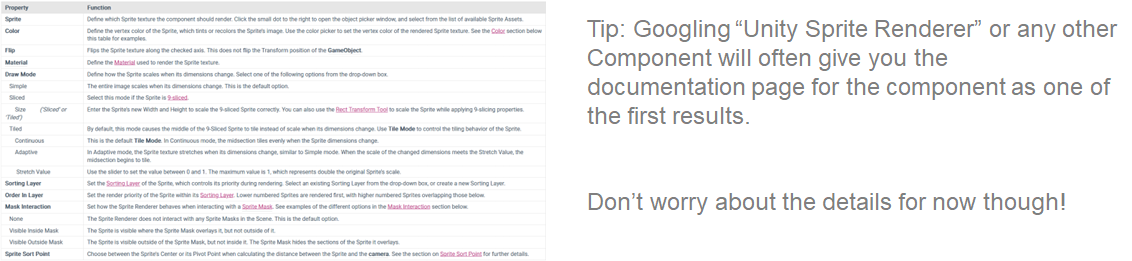 Property Function
Sprite Define which Sprite texture the component should render. Click the small dot to the right to open the object picker window, and select from the list of available Sprite Assets.
Color Define the vertex color of the Sprite, which tints or recolors the Sprite's image. Use the color picker to set the vertex color of the rendered Sprite texture. See the Color section below
this table for examples.
Flip Flips the Sprite texture along the checked axis. This does not flip the Transform position of the GameObject.
Material Define the Material used to render the Sprite texture.
Draw Mode Define how the Sprite scales when its dimensions change. Select one of the following options from the drop-down box.
Simple The entire image scales when its dimensions change. This is the default option.
Sliced Select this mode if the Sprite is 9-sliced.
Size ('Sliced' or Enter the Sprite's new Width and Height to scale the 9-sliced Sprite correctly. You can also use the Rect Transform Tool to scale the Sprite while applying 9-slicing properties.
'Tiled')
Tiled By default, this mode causes the middle of the 9-Sliced Sprite to tile instead of scale when its dimensions change. Use Tile Mode to control the tiling behavior of the Sprite.
Continuous This is the default Tile Mode. In Continuous mode, the midsection tiles evenly when the Sprite dimensions change.
Adaptive In Adaptive mode, the Sprite texture stretches when its dimensions change, similar to Simple mode. When the scale of the changed dimensions meets the Stretch Value, the
midsection begins to tile.
Stretch Value Use the slider to set the value between 0 and 1. The maximum value is 1, which represents double the original Sprite's scale.
Sorting Layer Set the Sorting Layer of the Sprite, which controls its priority during rendering. Select an existing Sorting Layer from the drop-down box, or create a new Sorting Layer.
Order In Layer Set the render priority of the Sprite within its Sorting Layer. Lower numbered Sprites are rendered first, with higher numbered Sprites overlapping those below.
Mask Interaction Set how the Sprite Renderer behaves when interacting with a Sprite Mask. See examples of the different options in the Mask Interaction section below.
None The Sprite Renderer does not interact with any Sprite Masks in the Scene. This is the default option.
Visible Inside Mask The Sprite is visible where the Sprite Mask overlays it, but not outside of it.
Visible Outside Mask The Sprite is visible outside of the Sprite Mask, but not inside it. The Sprite Mask hides the sections of the Sprite it overlays.
Sprite Sort Point Choose between the Sprite's Center or its Pivot Point when calculating the distance between the Sprite and the camera. See the section on Sprite Sort Point for further details.
Tip: Googling “Unity Sprite Renderer” or any other
Component will often give you the
documentation page for the component as one of
the first results.
Don’t worry about the details for now though!